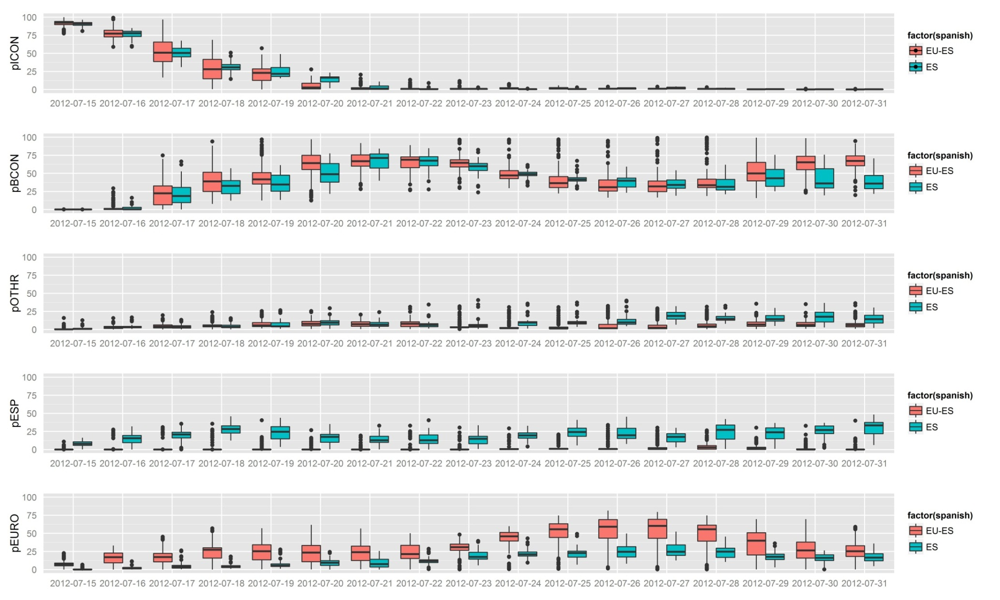 pICON
100
75
50
25
0
2012-07-15 2012-07-16 2012-07-17 2012-07-18 2012-07-19 2012-07-20 2012-07-21 2012-07-22 2012-07-23 2012-07-24 2012-07-25 2012-07-26 2012-07-27 2012-07-28 2012-07-29 2012-07-30 2012-07-31
factor(spanish)
EU-ES
ES
pBCON
100
75
50
25
0
2012-07-15 2012-07-16 2012-07-17 2012-07-18 2012-07-19 2012-07-20 2012-07-21 2012-07-22 2012-07-23 2012-07-24 2012-07-25 2012-07-26 2012-07-27 2012-07-28 2012-07-29 2012-07-30 2012-07-31
factor(spanish)
EU-ES
ES
pOTHR
100
75
50
25
0
2012-07-15 2012-07-16 2012-07-17 2012-07-18 2012-07-19 2012-07-20 2012-07-21 2012-07-22 2012-07-23 2012-07-24 2012-07-25 2012-07-26 2012-07-27 2012-07-28 2012-07-29 2012-07-30 2012-07-31
factor(spanish)
EU-ES
ES
pESP
100
75
50
25
0
2012-07-15 2012-07-16 2012-07-17 2012-07-18 2012-07-19 2012-07-20 2012-07-21 2012-07-22 2012-07-23 2012-07-24 2012-07-25 2012-07-26 2012-07-27 2012-07-28 2012-07-29 2012-07-30 2012-07-31
factor(spanish)
EU-ES
ES
pEURO
100
75
50
25
0
2012-07-15 2012-07-16 2012-07-17 2012-07-18 2012-07-19 2012-07-20 2012-07-21 2012-07-22 2012-07-23 2012-07-24 2012-07-25 2012-07-26 2012-07-27 2012-07-28 2012-07-29 2012-07-30 2012-07-31
factor(spanish)
EU-ES
ES